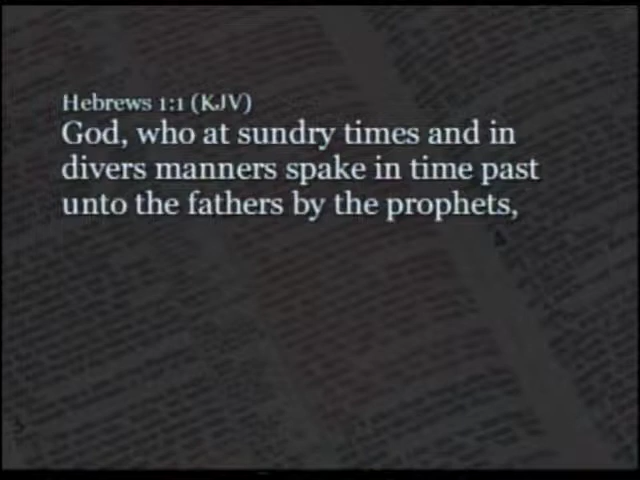 Hebrews 1:1 (KJV)
God, who at sundry times and in
divers manners spake in time past
unto the fathers by the prophets,